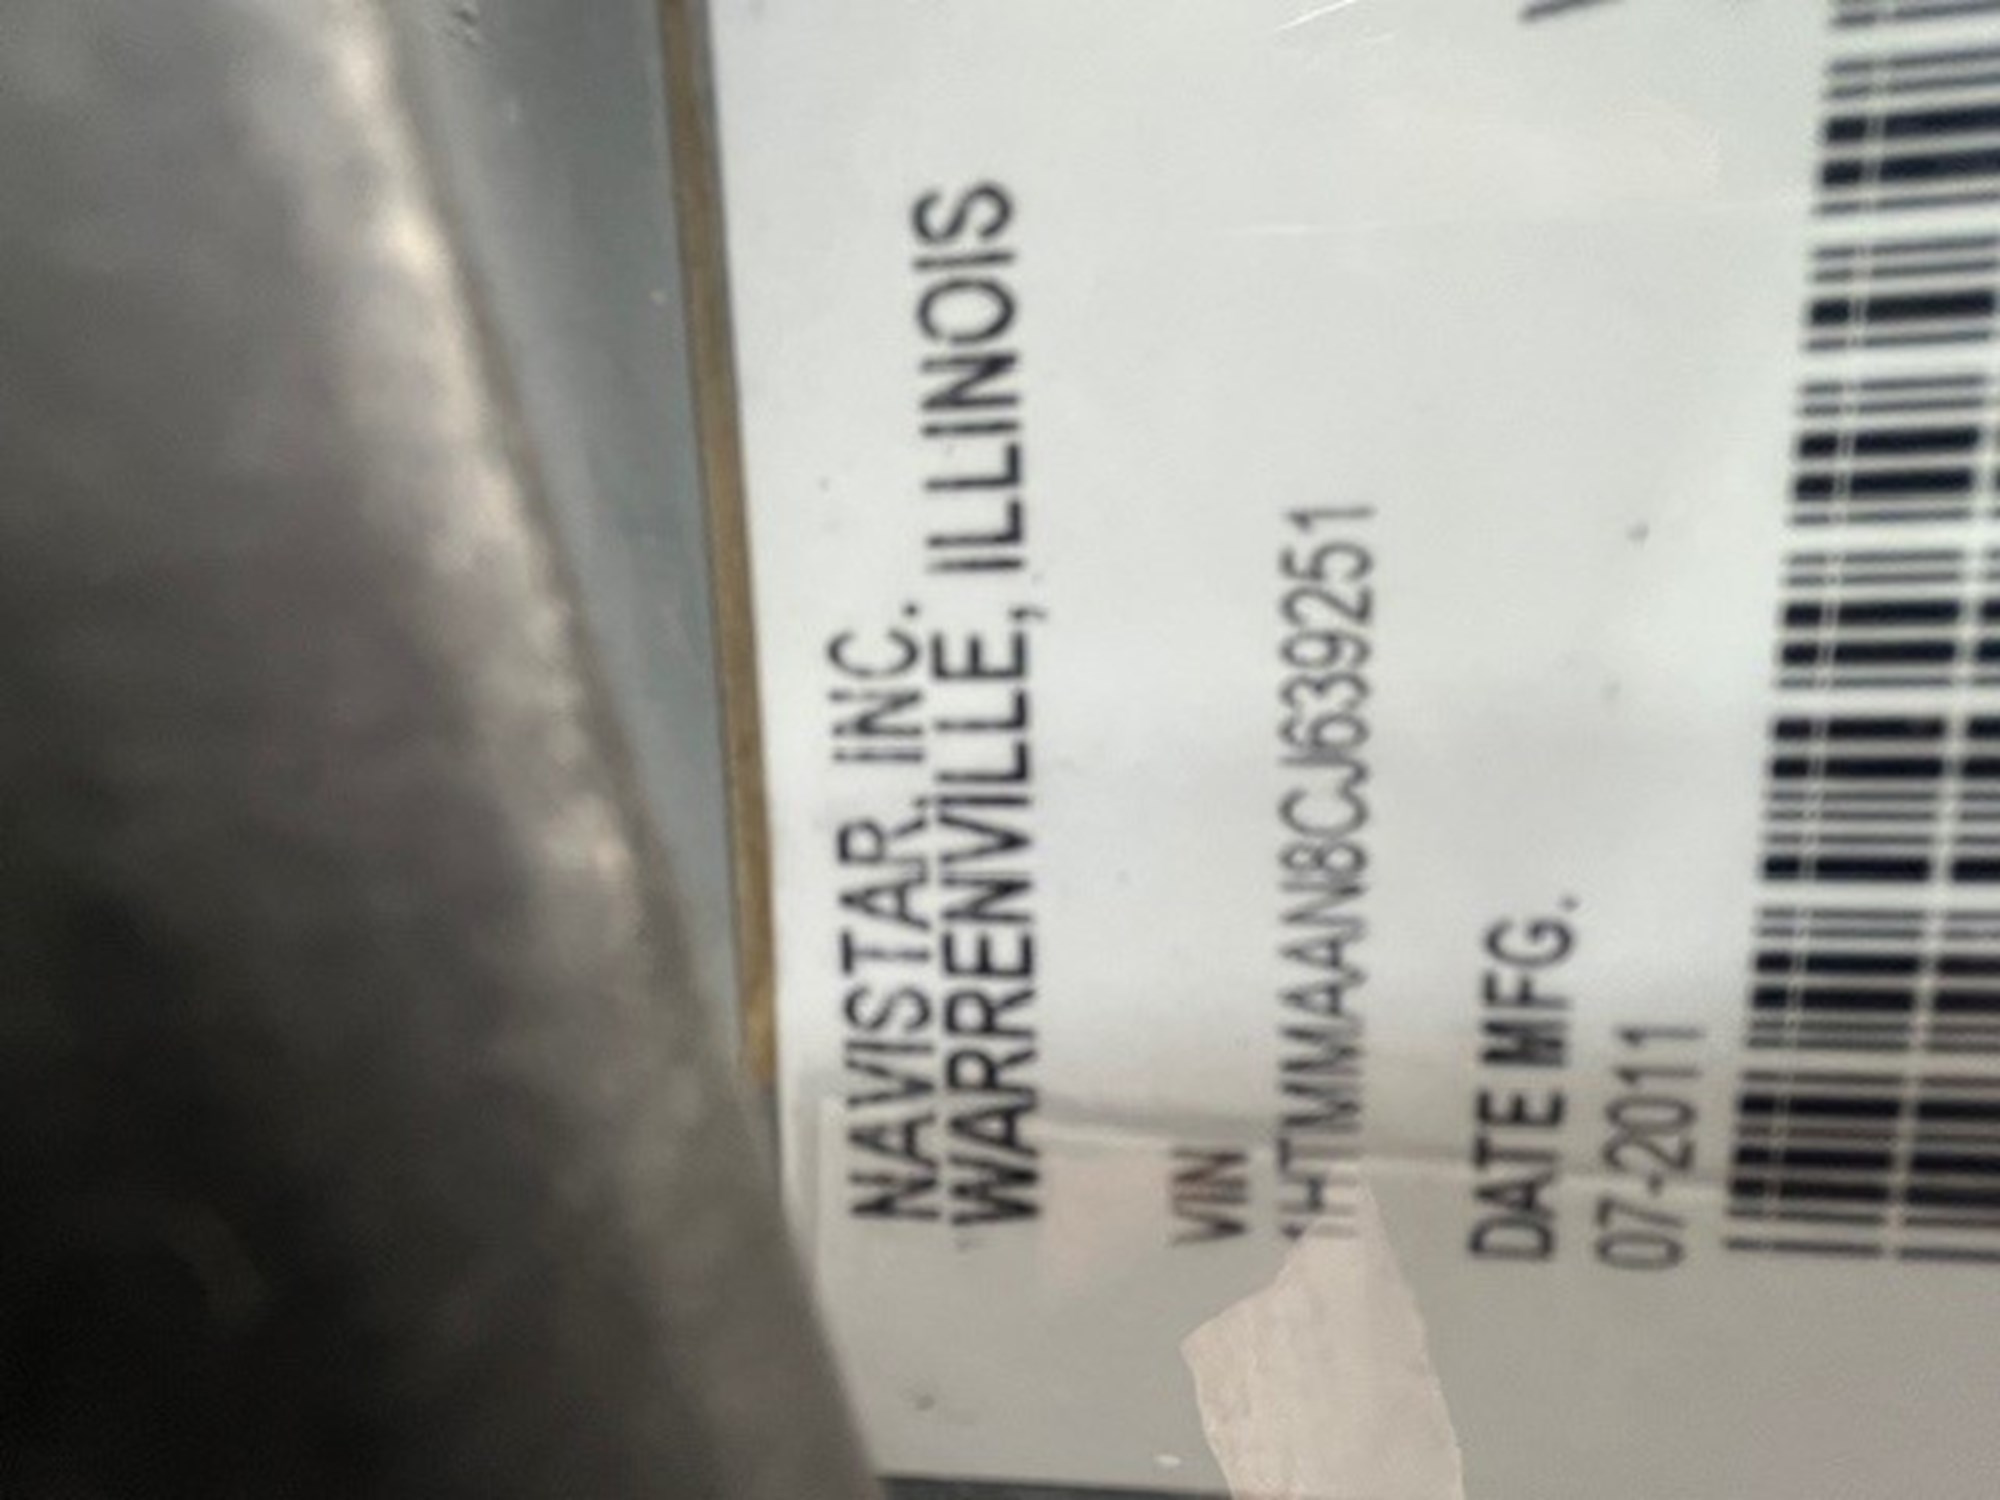 NAVISTAR, INC.
WARRENVILLE, ILLINOIS
VIN
1HTMMAAN8CJ639251
DATE MFG.
07-2011